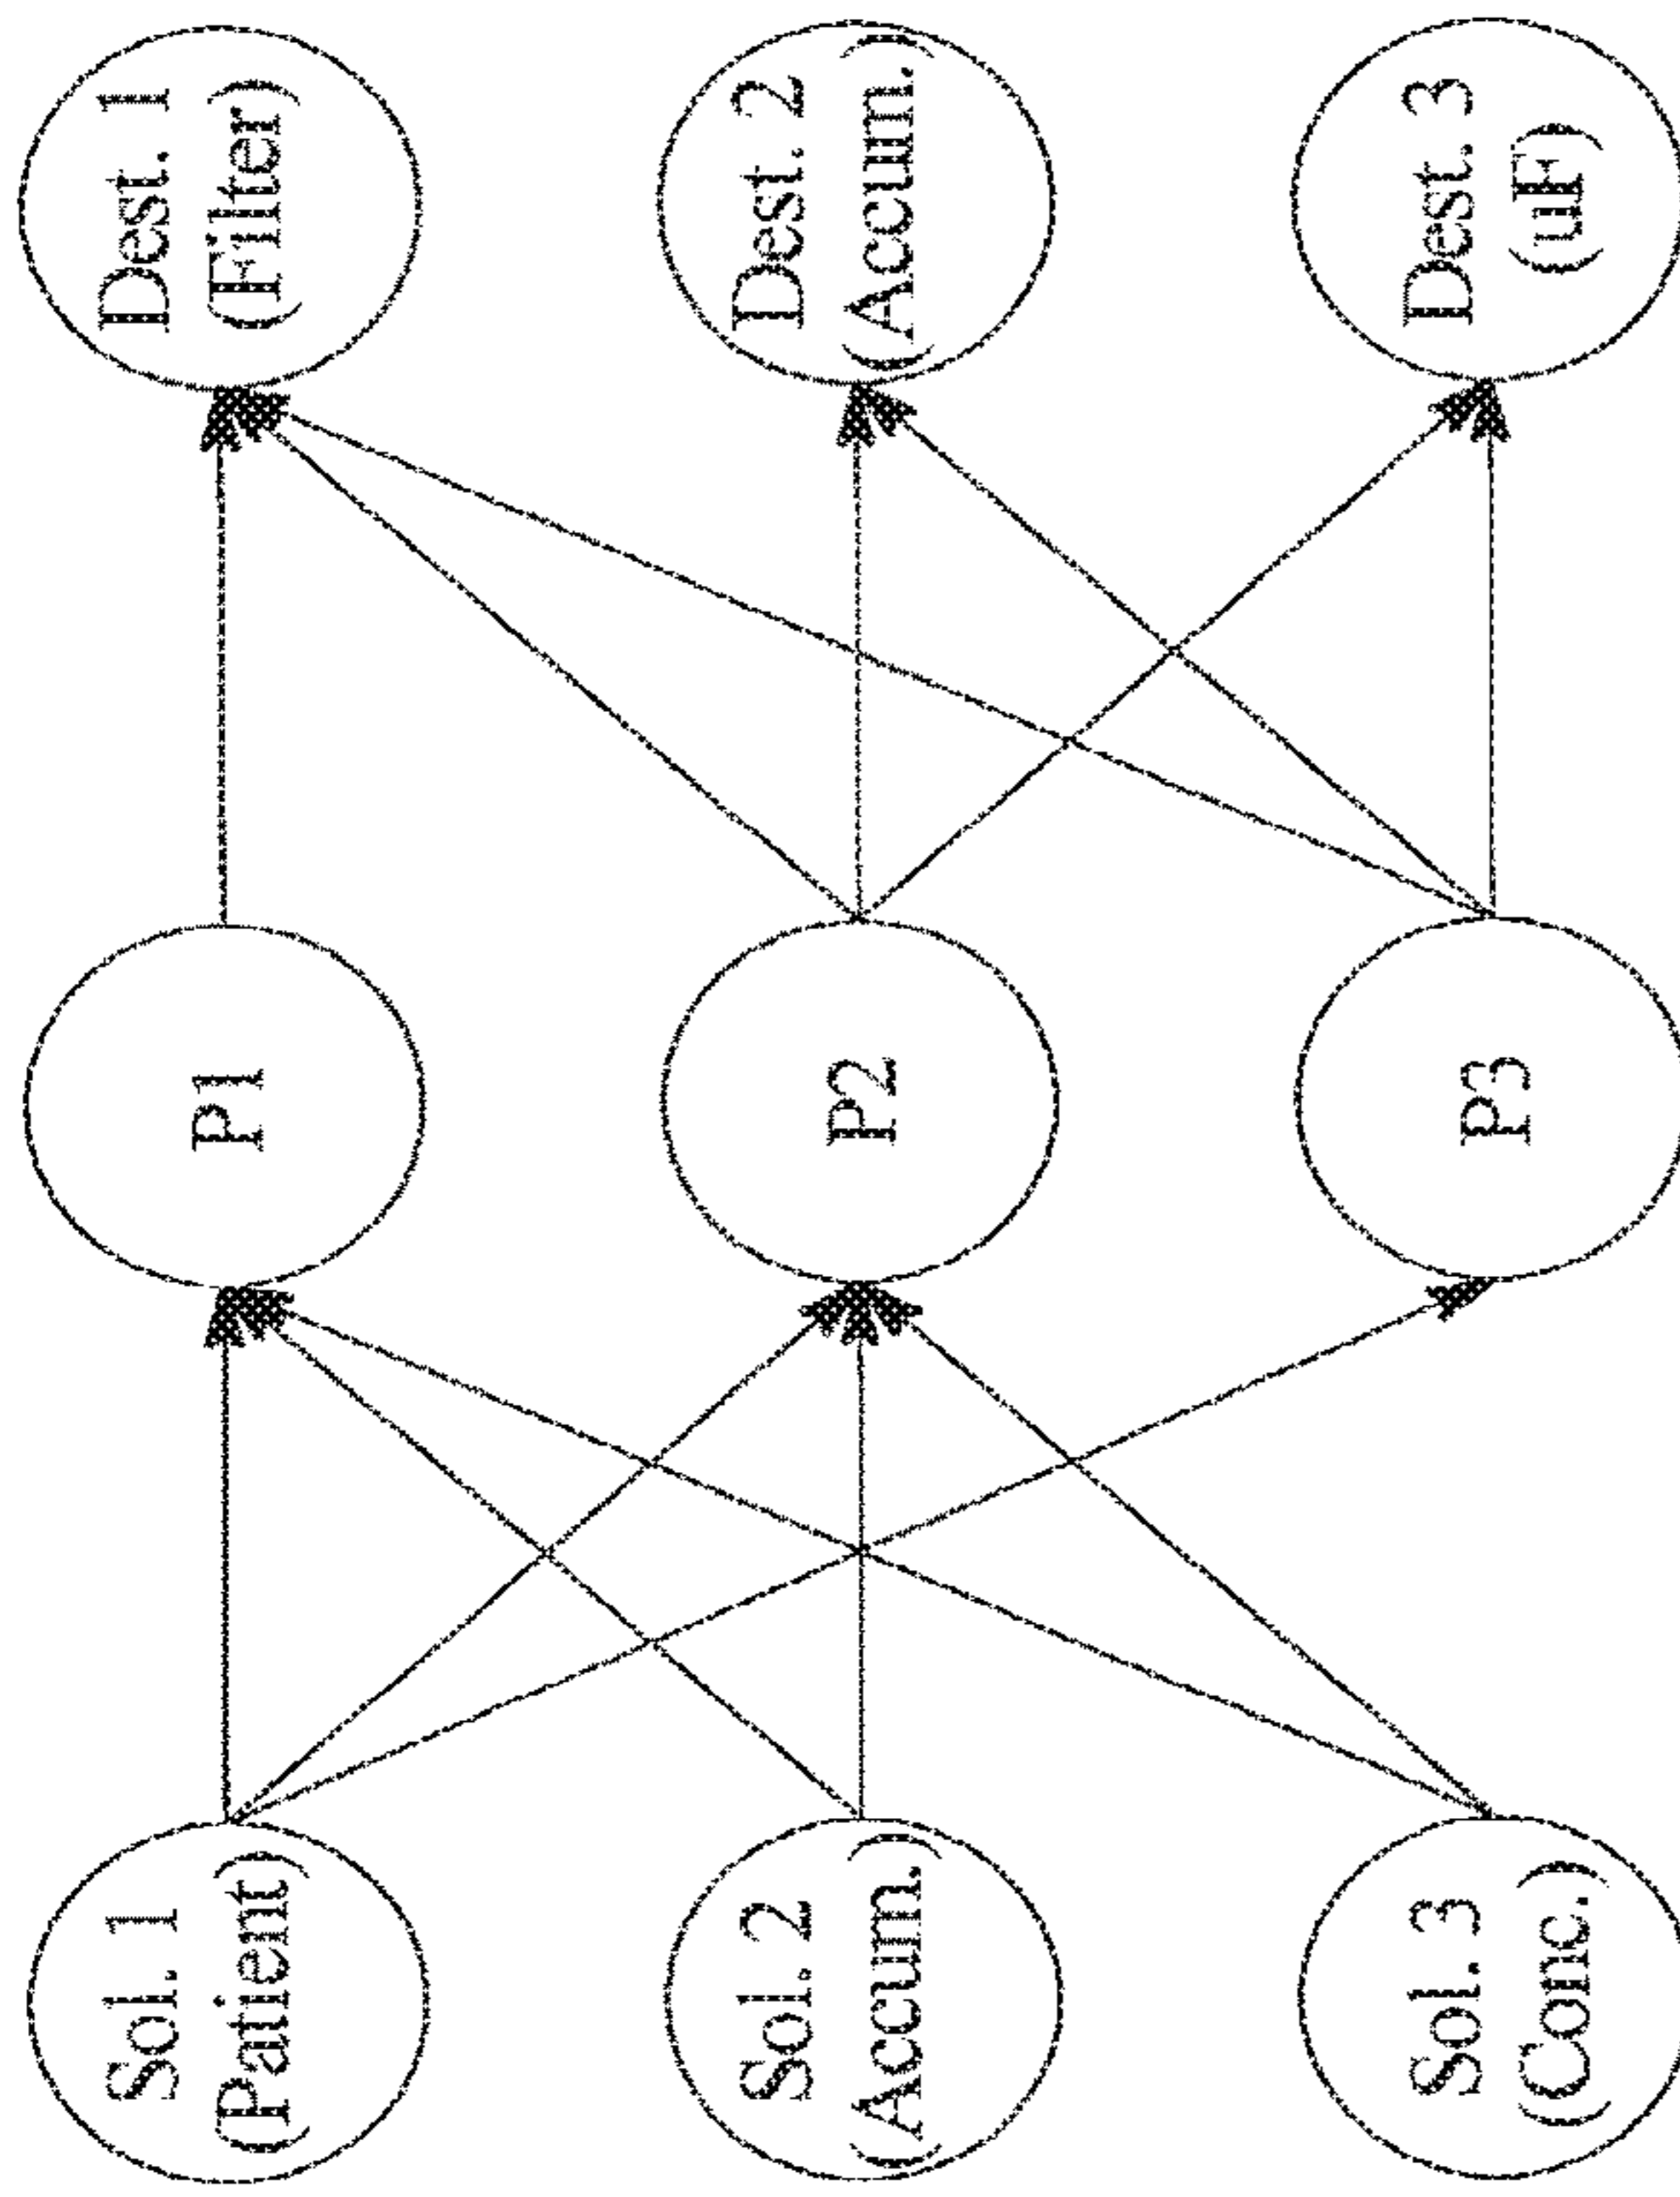 Sol. 1
(Patient)
Sol. 2
(Accum.)
Sol. 3
(Conc.)
P1
P2
P3
Dest. 1
(Filter)
Dest. 2
(Accum.)
Dest. 3
(uF)